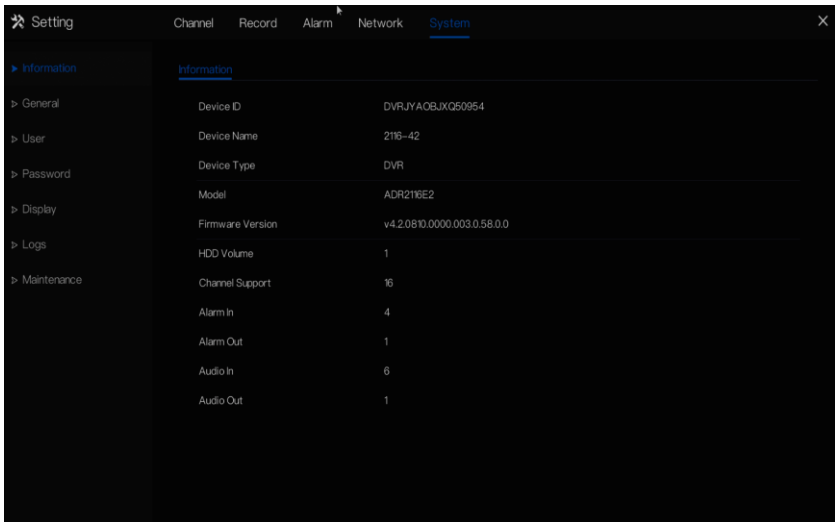 Setting Channel Record Alarm Network System
Information
General
User
Password
Display
Logs
Maintenance
Information
Device ID DVRJYAOBJXQ50954
Device Name 2116-42
Device Type DVR
Model ADR2116E2
Firmware Version v4.2.0810.0000.003.0.58.0.0
HDD Volume 1
Channel Support 16
Alarm In 4
Alarm Out 1
Audio In 6
Audio Out 1